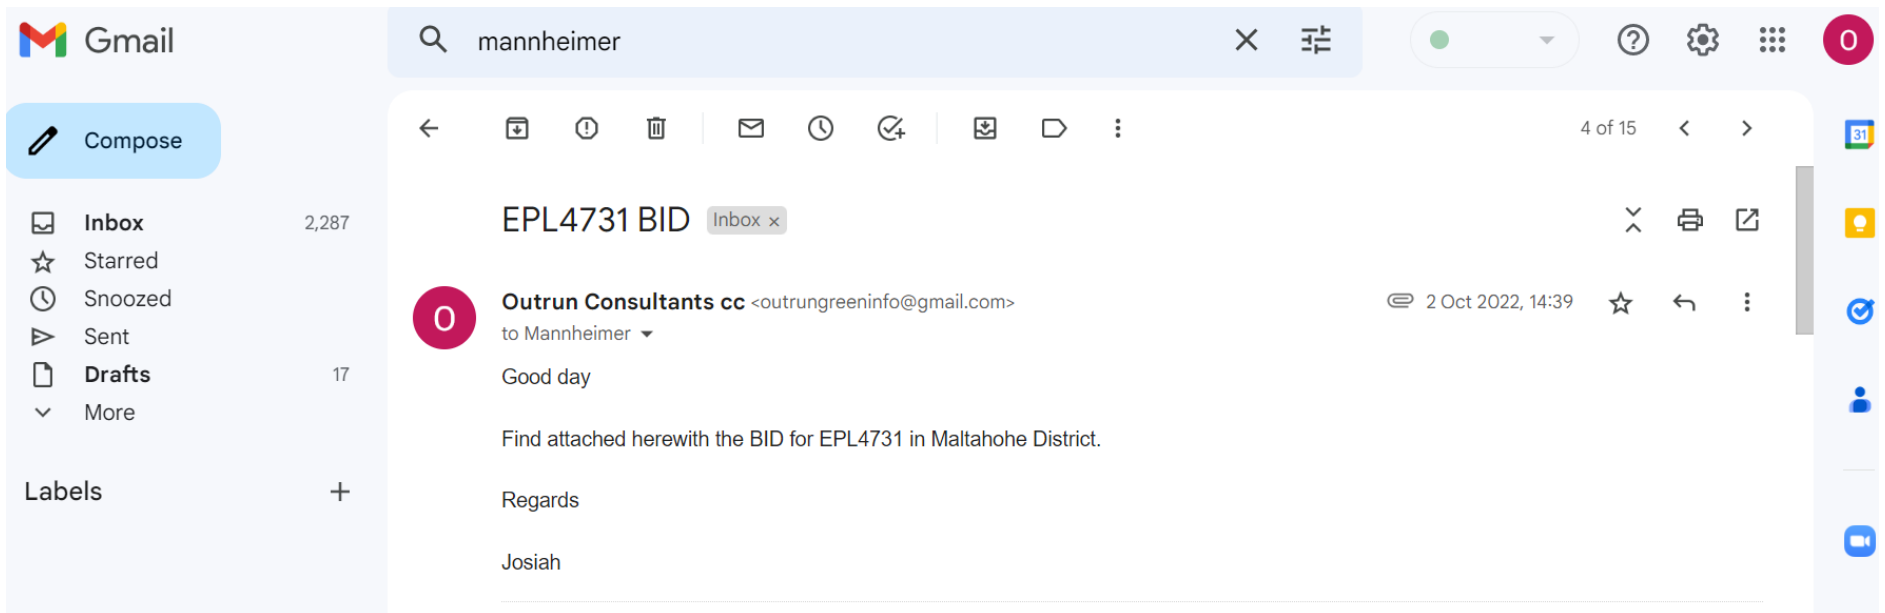 Gmail
mannheimer
O
Compose
4 of 15
31
Inbox 2,287
Starred
Snoozed
Sent
Drafts 17
More
Labels
EPL4731 BID Inbox ×
O
Outrun Consultants cc <outrungreeninfo@gmail.com> 2 Oct 2022, 14:39
to Mannheimer
Good day
Find attached herewith the BID for EPL4731 in Maltahohe District.
Regards
Josiah